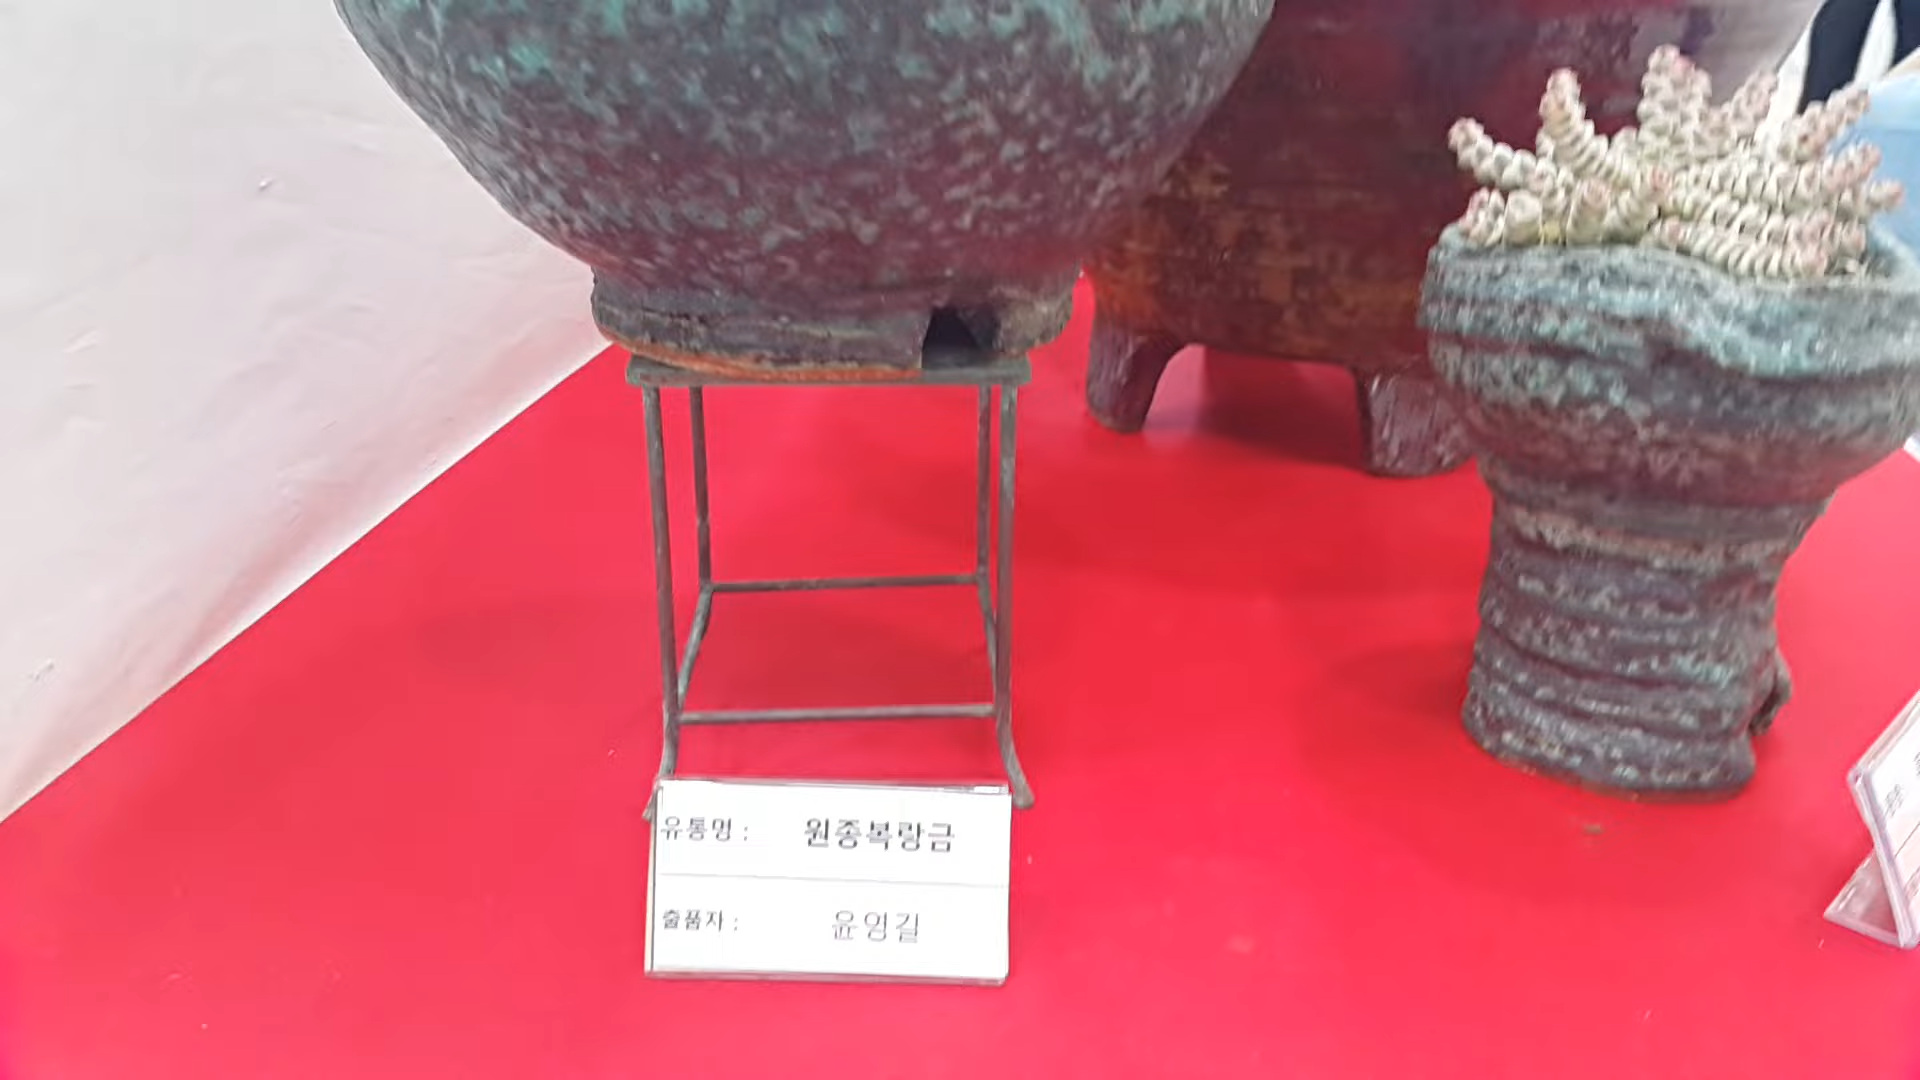 유통명 : 원종복랑금
출품자 : 윤영길